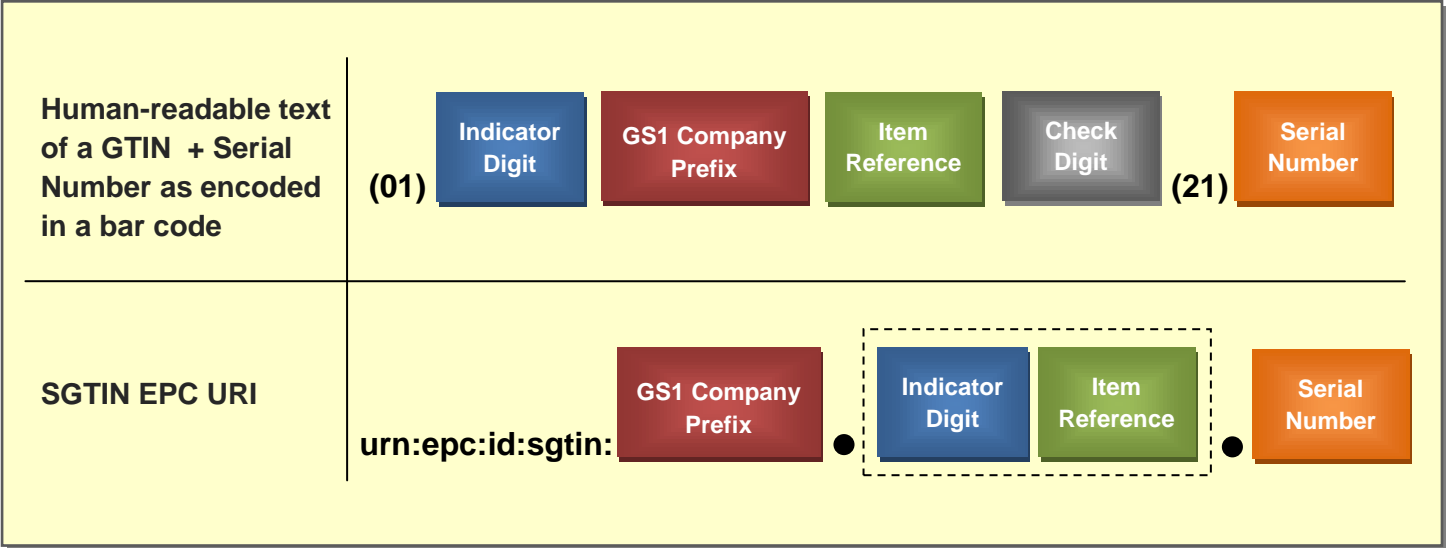 Human-readable text
of a GTIN + Serial
Number as encoded
in a bar code
(01)
Indicator
Digit
GS1 Company
Prefix
Item
Reference
Check
Digit
(21)
Serial
Number
SGTIN EPC URI
urn:epc:id:sgtin:
GS1 Company
Prefix
●
Indicator
Digit
Item
Reference
●
Serial
Number